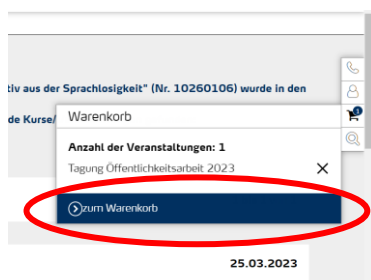 tiv aus der Sprachlosigkeit" (Nr. 10260106) wurde in den
de Kurse/
Warenkorb
Anzahl der Veranstaltungen: 1
Tagung Öffentlichkeitsarbeit 2023
zum Warenkorb
25.03.2023